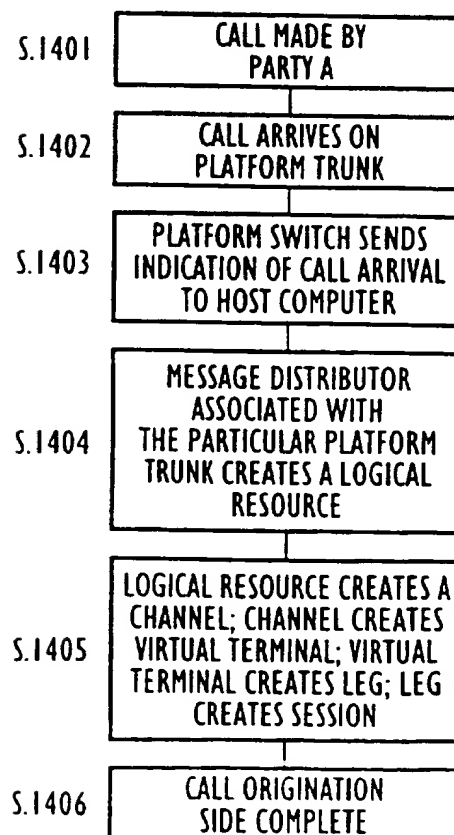 S.1401
CALL MADE BY
PARTY A
S.1402
CALL ARRIVES ON
PLATFORM TRUNK
S.1403
PLATFORM SWITCH SENDS
INDICATION OF CALL ARRIVAL
TO HOST COMPUTER
S.1404
MESSAGE DISTRIBUTOR
ASSOCIATED WITH
THE PARTICULAR PLATFORM
TRUNK CREATES A LOGICAL
RESOURCE
S.1405
LOGICAL RESOURCE CREATES A
CHANNEL; CHANNEL CREATES
VIRTUAL TERMINAL; VIRTUAL
TERMINAL CREATES LEG; LEG
CREATES SESSION
S.1406
CALL ORIGINATION
SIDE COMPLETE